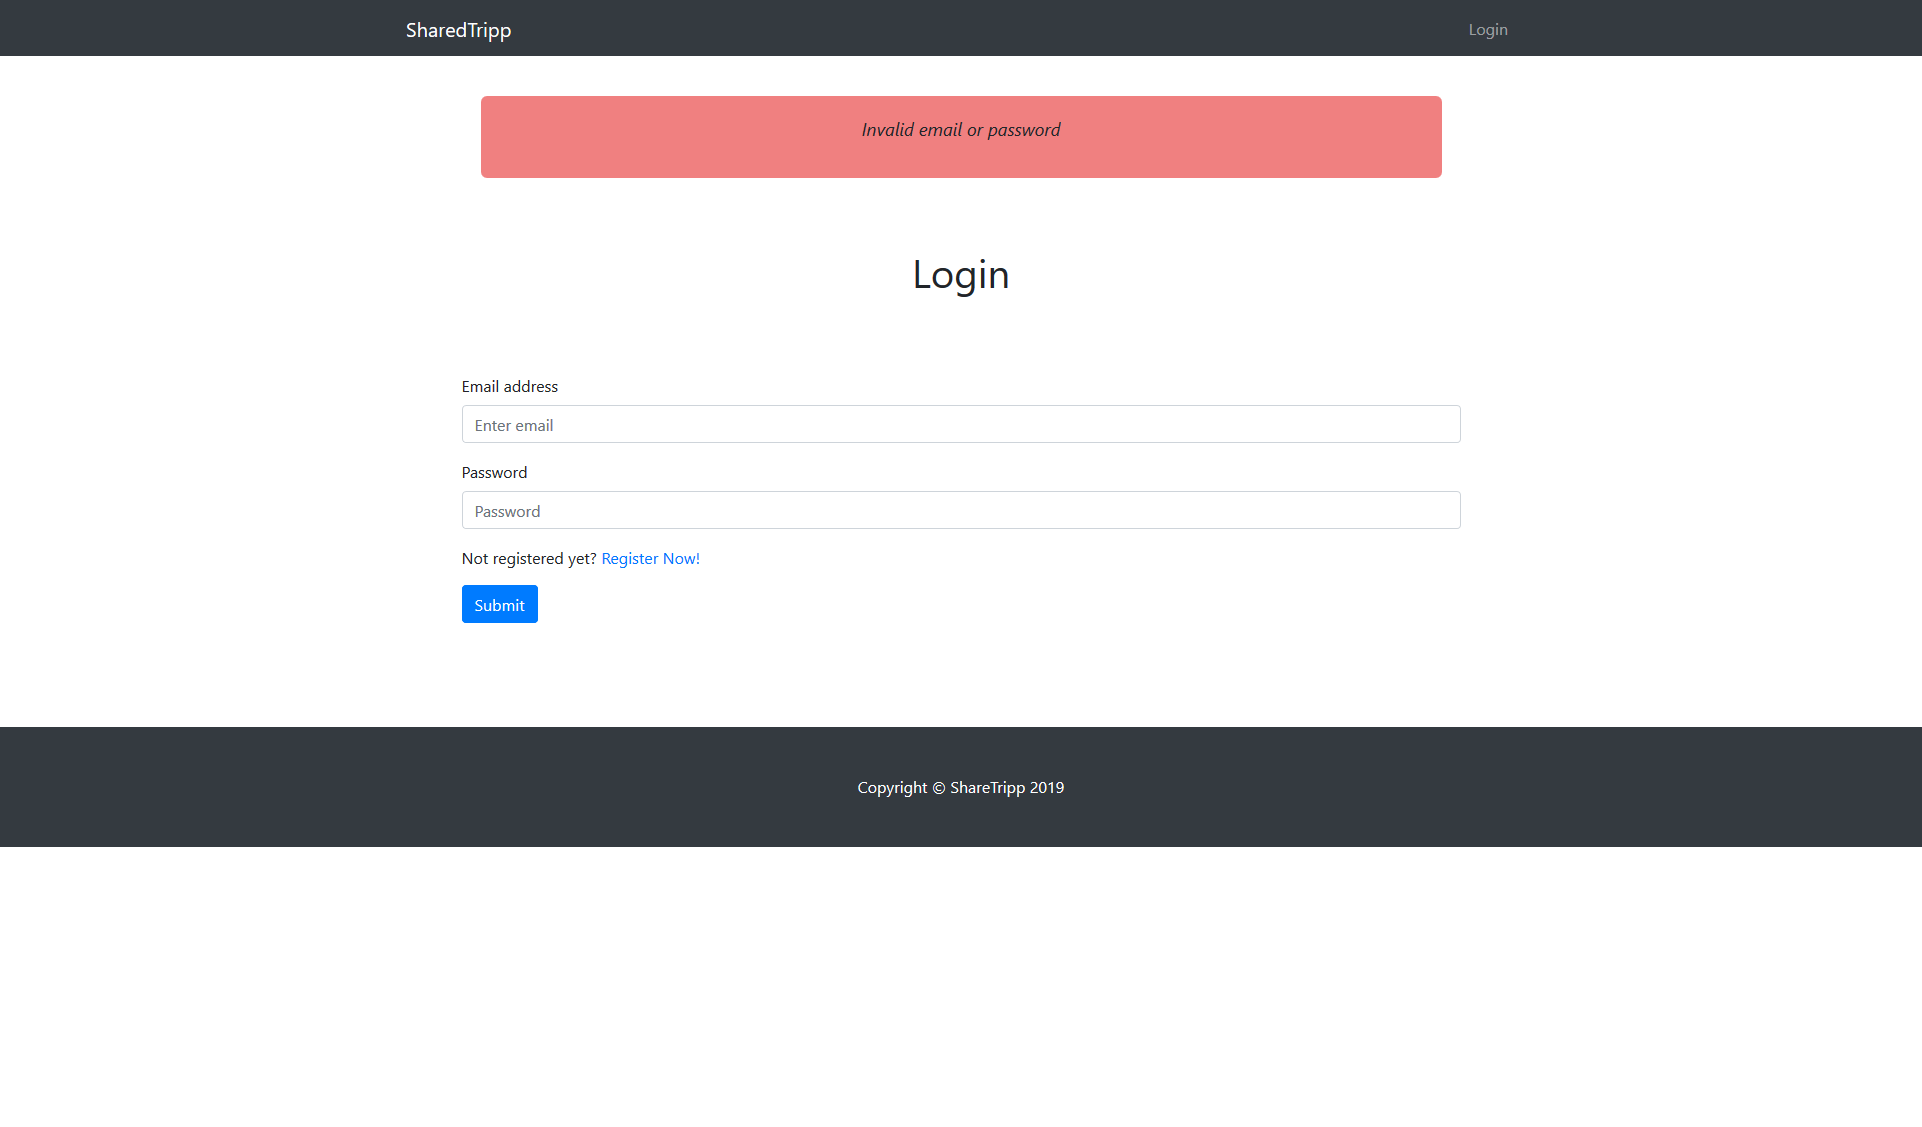 SharedTripp
Login
Invalid email or password
Login
Email address
Enter email
Password
Password
Not registered yet? Register Now!
Submit
Copyright © ShareTripp 2019